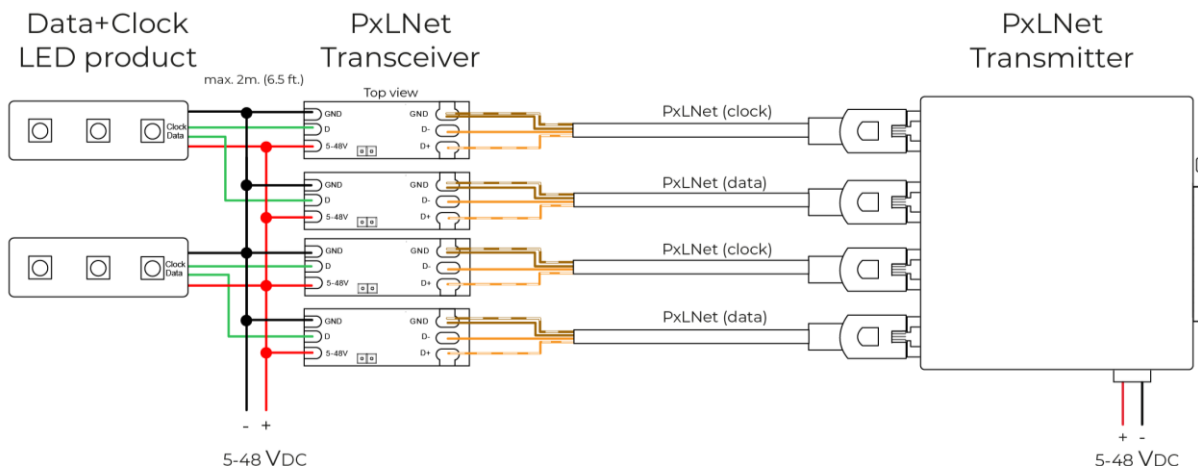 Data+Clock
LED product
PxLNet
Transceiver
PxLNet
Transmitter
max. 2m. (6.5 ft.)
Top view
Clock
Data
GND
D
5-48V
GND
D-
D+
PxLNet (clock)
GND
D
5-48V
GND
D-
D+
PxLNet (data)
Clock
Data
GND
D
5-48V
GND
D-
D+
PxLNet (clock)
GND
D
5-48V
GND
D-
D+
PxLNet (data)
- +
5-48 VDC
+ -
5-48 VDC